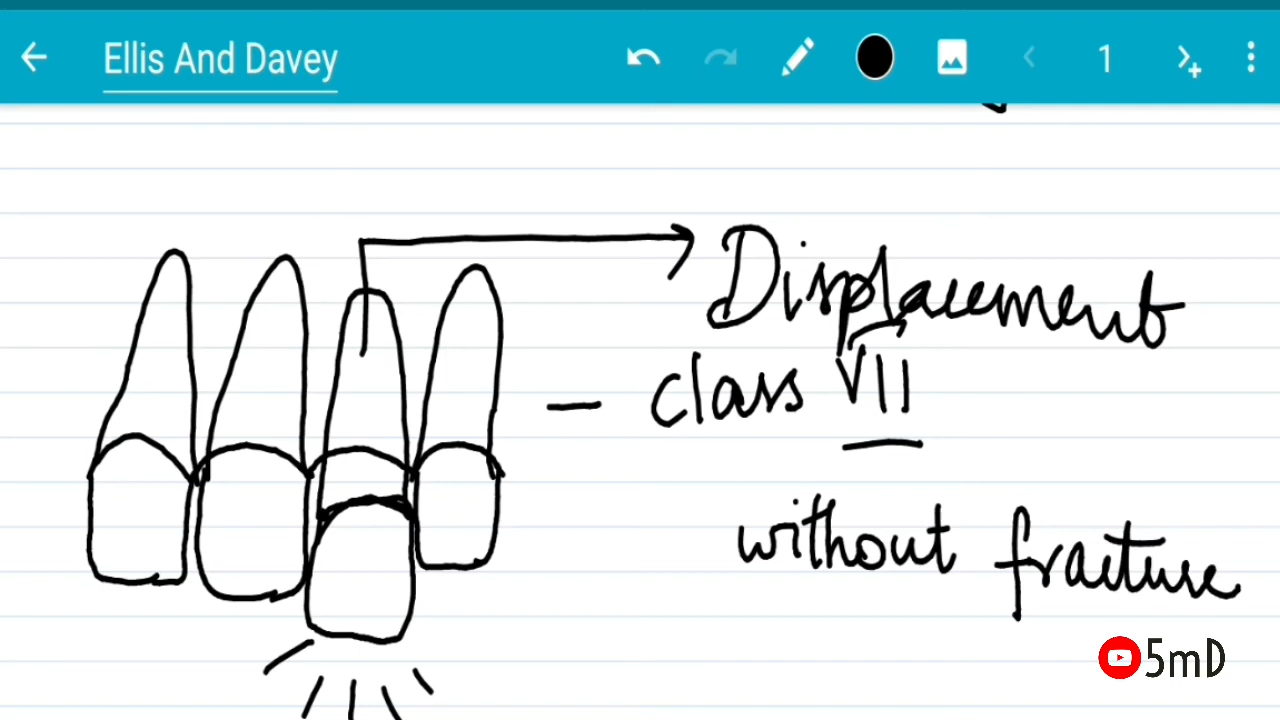 Ellis And Davey
1
Displacement
— class VII
without fracture
5mD